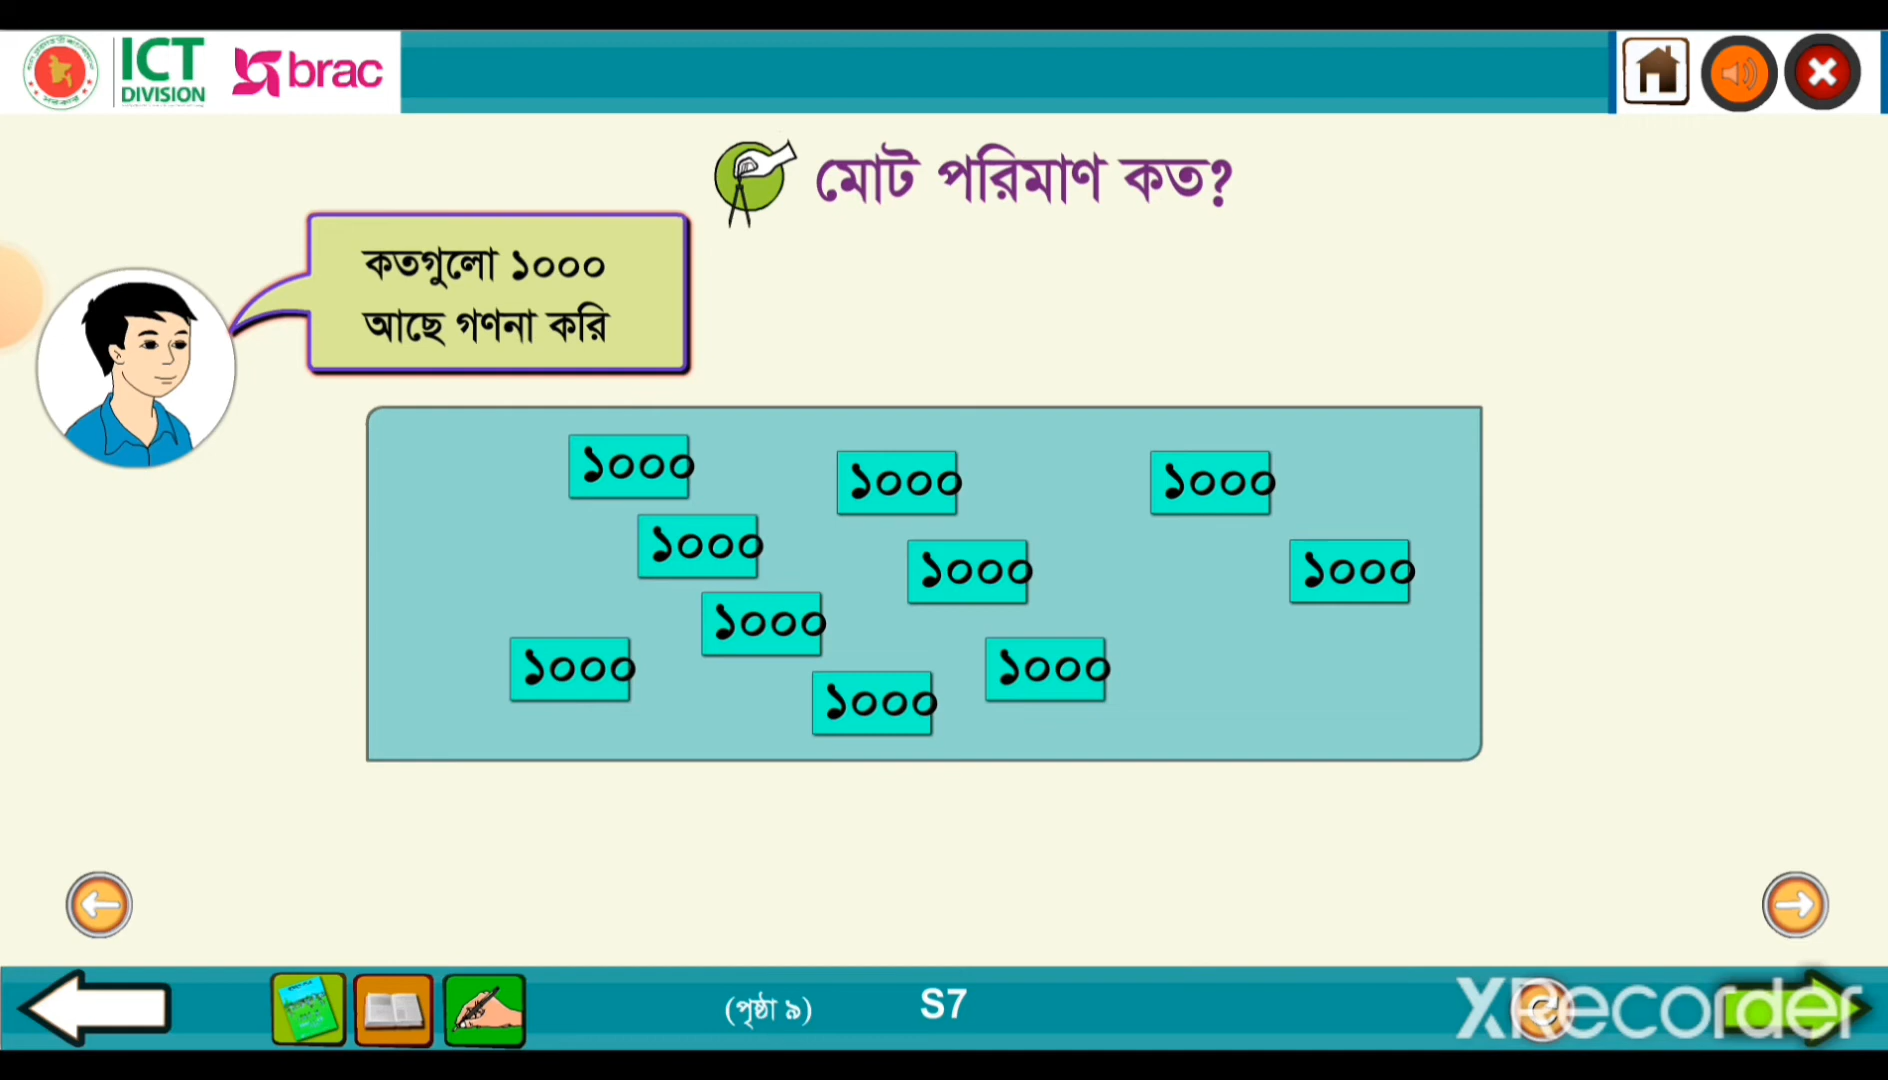 ICT
DIVISION
brac
মোট পরিমাণ কত?
কতগুলো ১০০০
আছে গণনা করি
১০০০
১০০০
১০০০
১০০০
১০০০
১০০০
১০০০
১০০০
১০০০
১০০০
(পৃষ্ঠা ৯)
S7
XRecorder